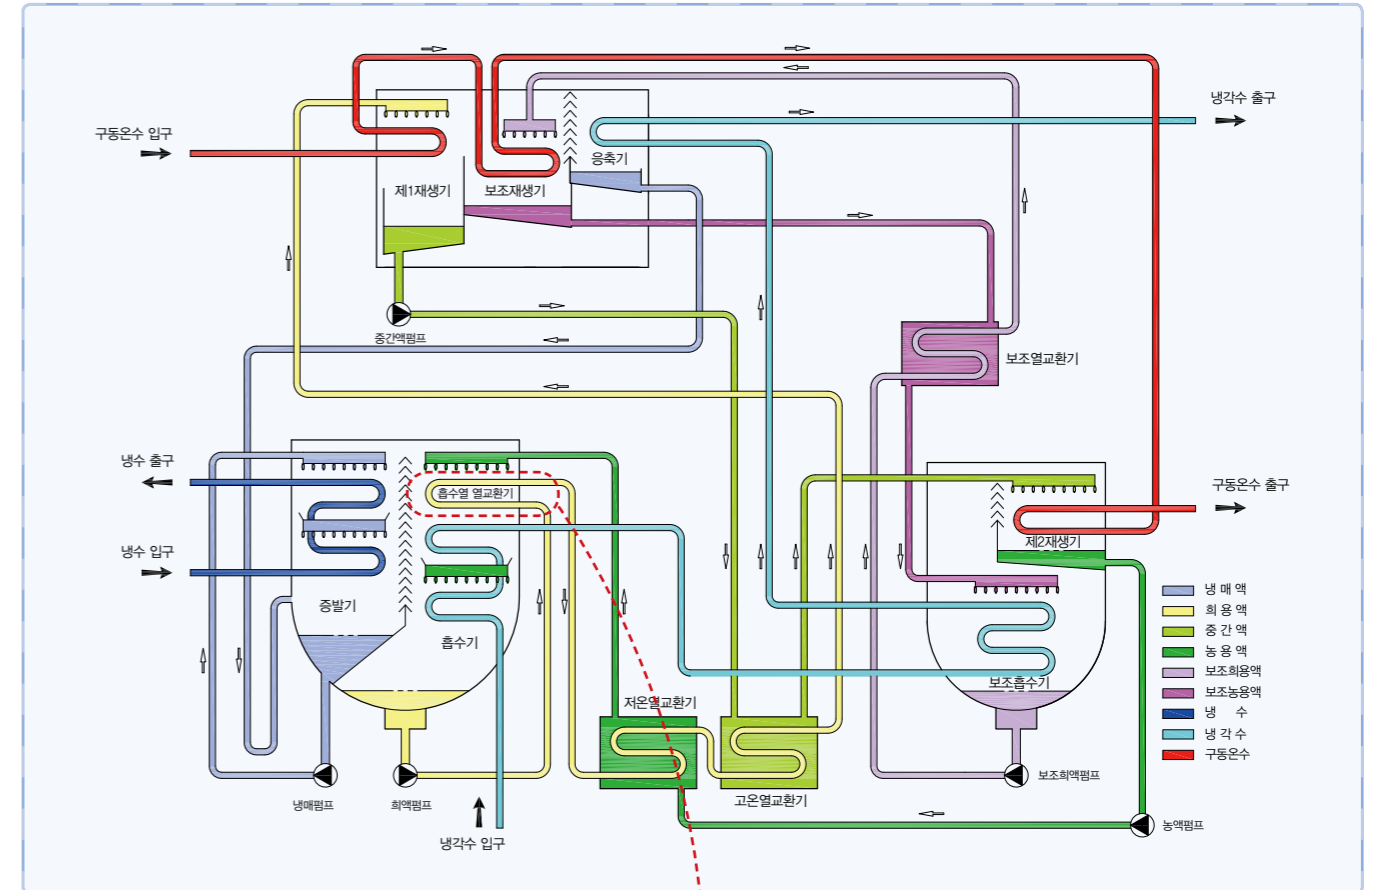 냉각수 출구
구동온수 입구
응축기
제1재생기
보조재생기
중간액펌프
보조열교환기
냉수 출구
흡수열 열교환기
구동온수 출구
냉수 입구
제2재생기
증발기
흡수기
냉매액
희용액
중간액
농용액
보조희용액
보조농용액
냉 수
냉각수
구동온수
보조흡수기
저온열교환기
고온열교환기
보조희액펌프
냉매펌프
희액펌프
농액펌프
냉각수 입구